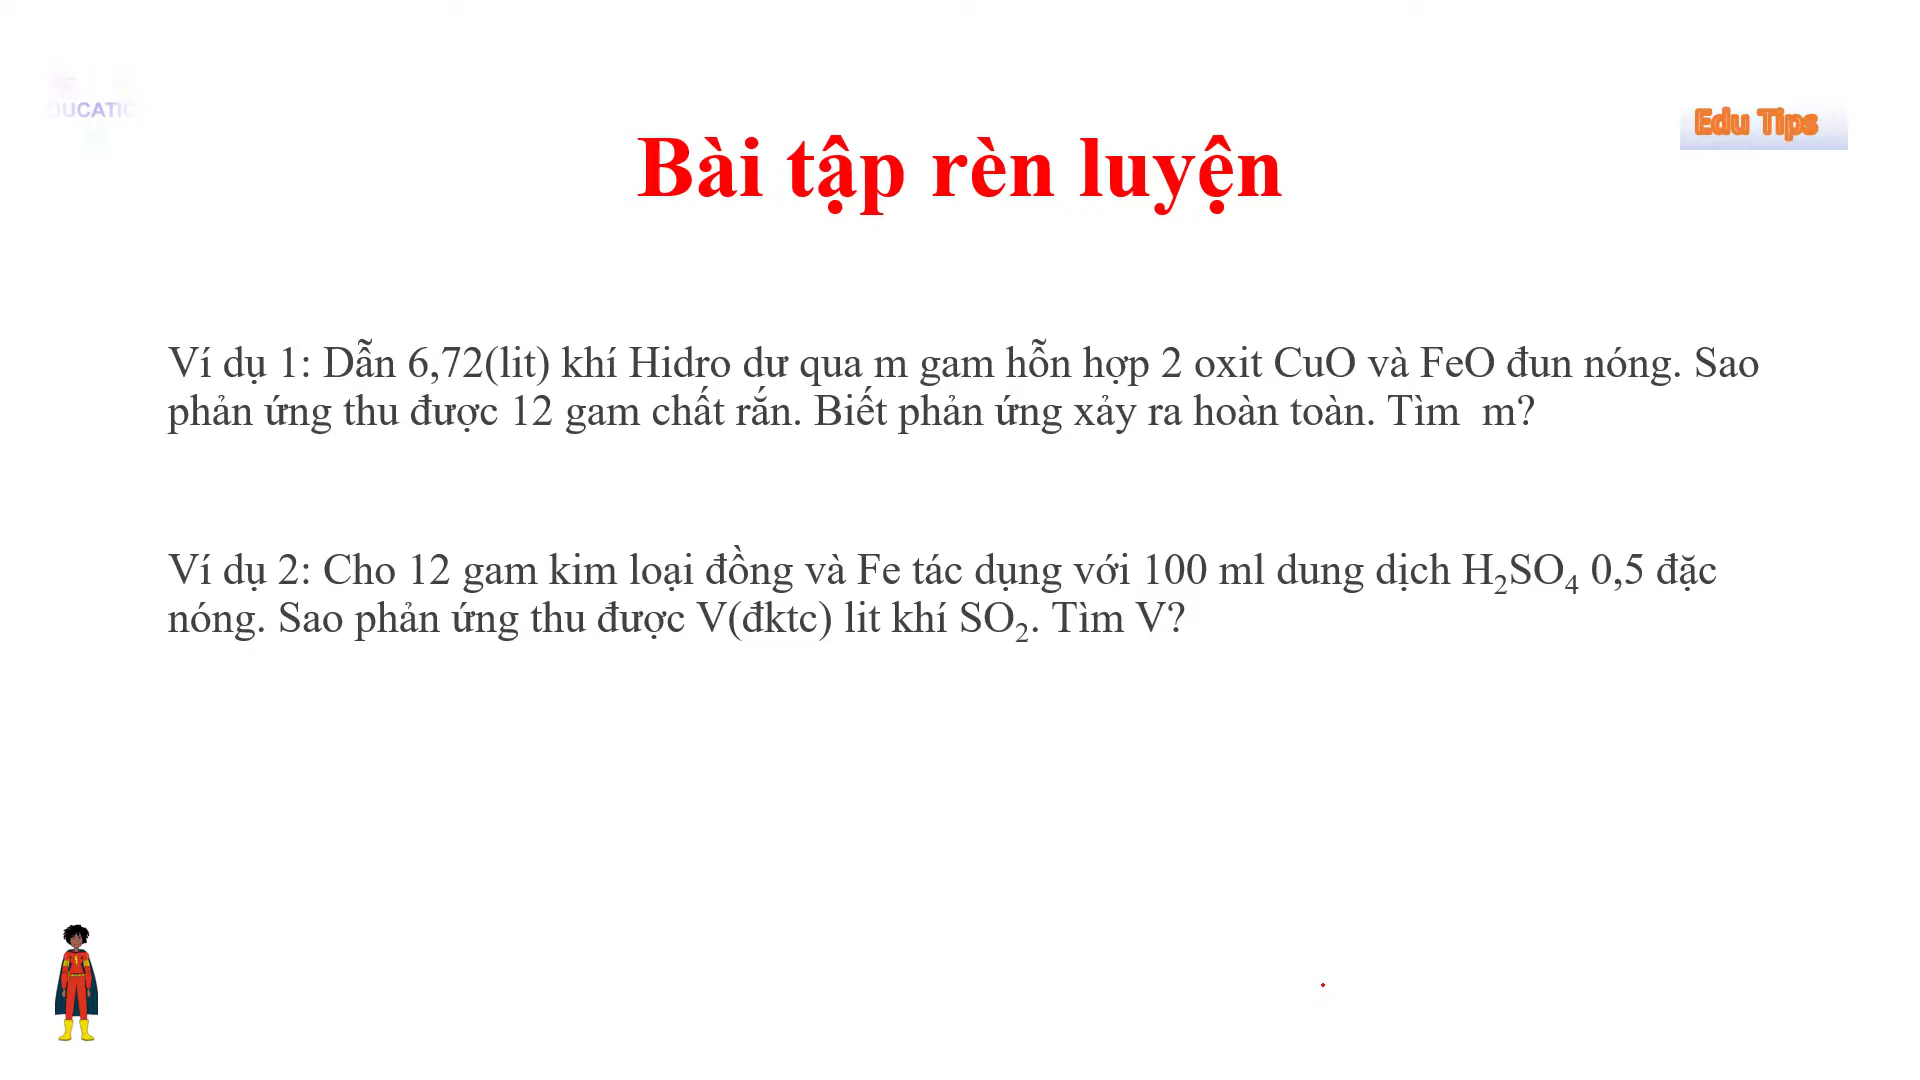 DUCATI
Edu Tips
Bài tập rèn luyện
Ví dụ 1: Dẫn 6,72(lit) khí Hidro dư qua m gam hỗn hợp 2 oxit CuO và FeO đun nóng. Sao
phản ứng thu được 12 gam chất rắn. Biết phản ứng xảy ra hoàn toàn. Tìm  m?
Ví dụ 2: Cho 12 gam kim loại đồng và Fe tác dụng với 100 ml dung dịch H₂SO₄ 0,5 đặc
nóng. Sao phản ứng thu được V(đktc) lit khí SO₂. Tìm V?